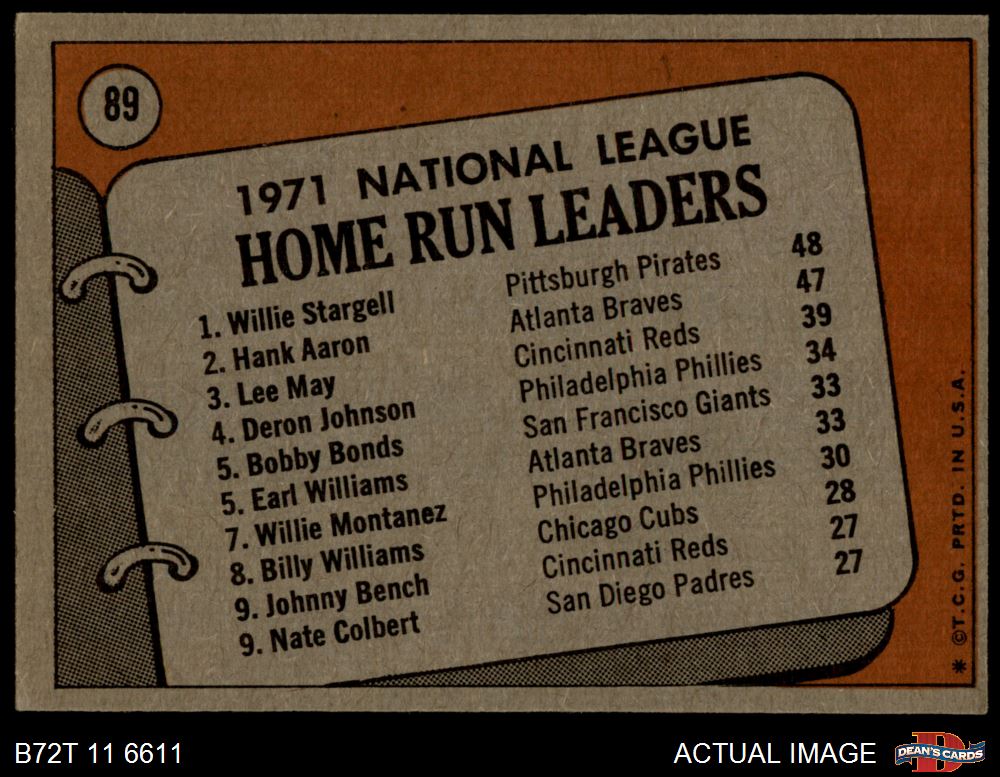 89
1971 NATIONAL LEAGUE
HOME RUN LEADERS
1. Willie Stargell Pittsburgh Pirates 48
2. Hank Aaron Atlanta Braves 47
3. Lee May Cincinnati Reds 39
4. Deron Johnson Philadelphia Phillies 34
5. Bobby Bonds San Francisco Giants 33
5. Earl Williams Atlanta Braves 33
7. Willie Montanez Philadelphia Phillies 30
8. Billy Williams Chicago Cubs 28
9. Johnny Bench Cincinnati Reds 27
9. Nate Colbert San Diego Padres 27
* ©T.C.G. PRTD. IN U.S.A.
B72T 11 6611
ACTUAL IMAGE
D
DEAN'S CARDS